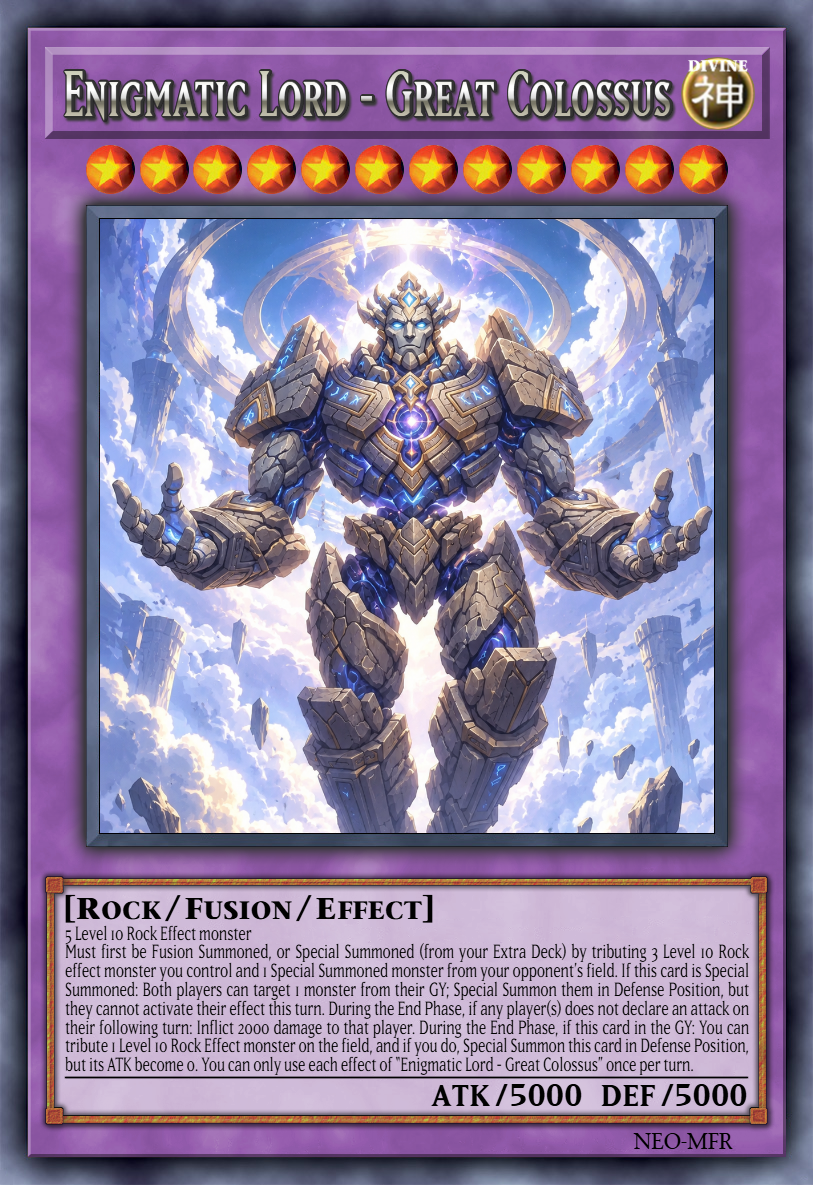 Enigmatic Lord - Great Colossus
DIVINE
神
[Rock/Fusion/Effect]
5 Level 10 Rock Effect monster
Must first be Fusion Summoned, or Special Summoned (from your Extra Deck) by tributing 3 Level 10 Rock
effect monster you control and 1 Special Summoned monster from your opponent's field. If this card is Special
Summoned: Both players can target 1 monster from their GY; Special Summon them in Defense Position, but
they cannot activate their effect this turn. During the End Phase, if any player(s) does not declare an attack on
their following turn: Inflict 2000 damage to that player. During the End Phase, if this card in the GY: You can
tribute 1 Level 10 Rock Effect monster on the field, and if you do, Special Summon this card in Defense Position,
but its ATK become 0. You can only use each effect of "Enigmatic Lord - Great Colossus" once per turn.
ATK/5000 DEF/5000
NEO-MFR